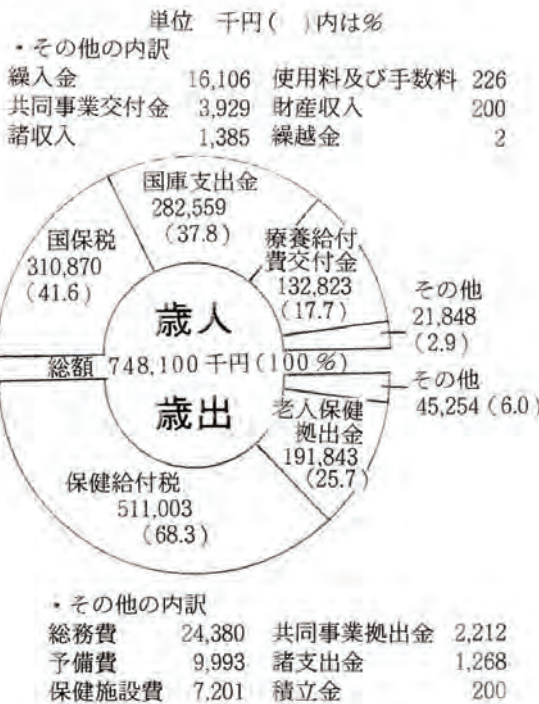 単位 千円( )内は%
・その他の内訳
繰入金 16,106 使用料及び手数料 226
共同事業交付金 3,929 財産収入 200
諸収入 1,385 繰越金 2
国庫支出金
282,559
(37.8)
国保税
310,870
(41.6)
療養給付
費交付金
132,823
(17.7)
その他
21,848
(2.9)
歳入
総額 748,100千円(100%)
歳出
その他
45,254(6.0)
老人保健
拠出金
191,843
(25.7)
保健給付税
511,003
(68.3)
・その他の内訳
総務費 24,380 共同事業拠出金 2,212
予備費 9,993 諸支出金 1,268
保健施設費 7,201 積立金 200